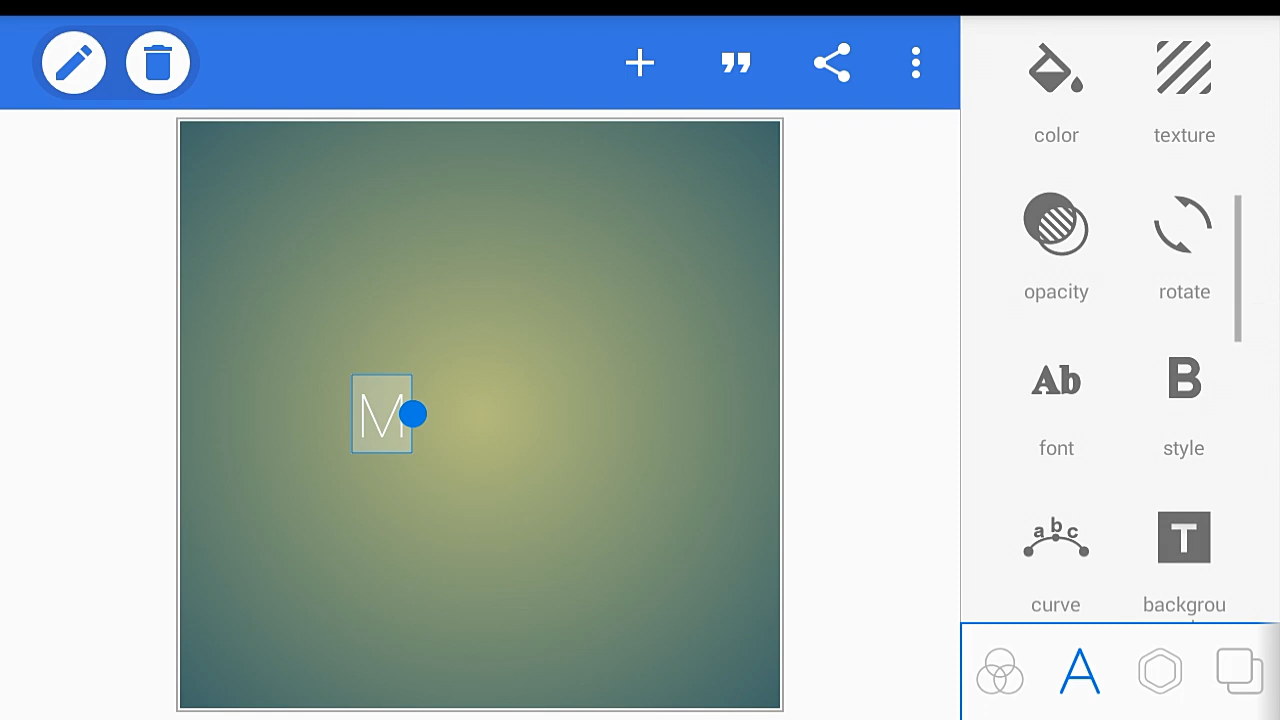 color texture
opacity rotate
M
Ab B
font style
abc T
curve backgrou
A